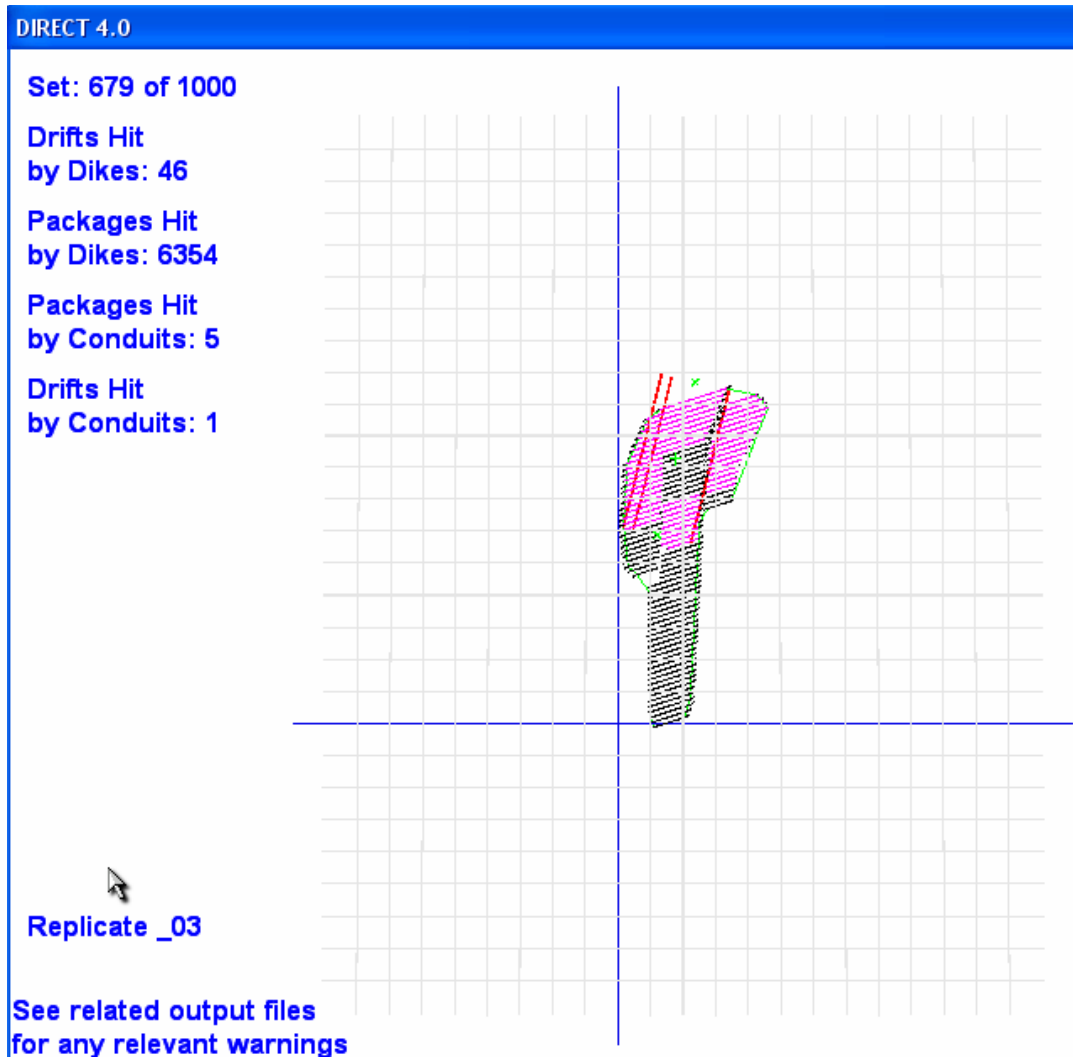 DIRECT 4.0
Set: 679 of 1000
Drifts Hit
by Dikes: 46
Packages Hit
by Dikes: 6354
Packages Hit
by Conduits: 5
Drifts Hit
by Conduits: 1
Replicate _03
See related output files
for any relevant warnings